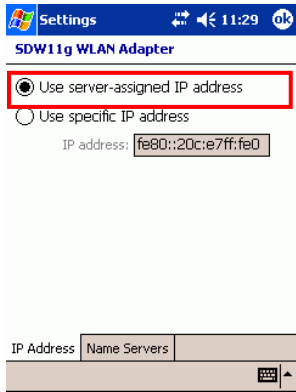 Settings 11:29 ok
SDW11g WLAN Adapter
Use server-assigned IP address
Use specific IP address
IP address: fe80::20c:e7ff:fe0
IP Address Name Servers